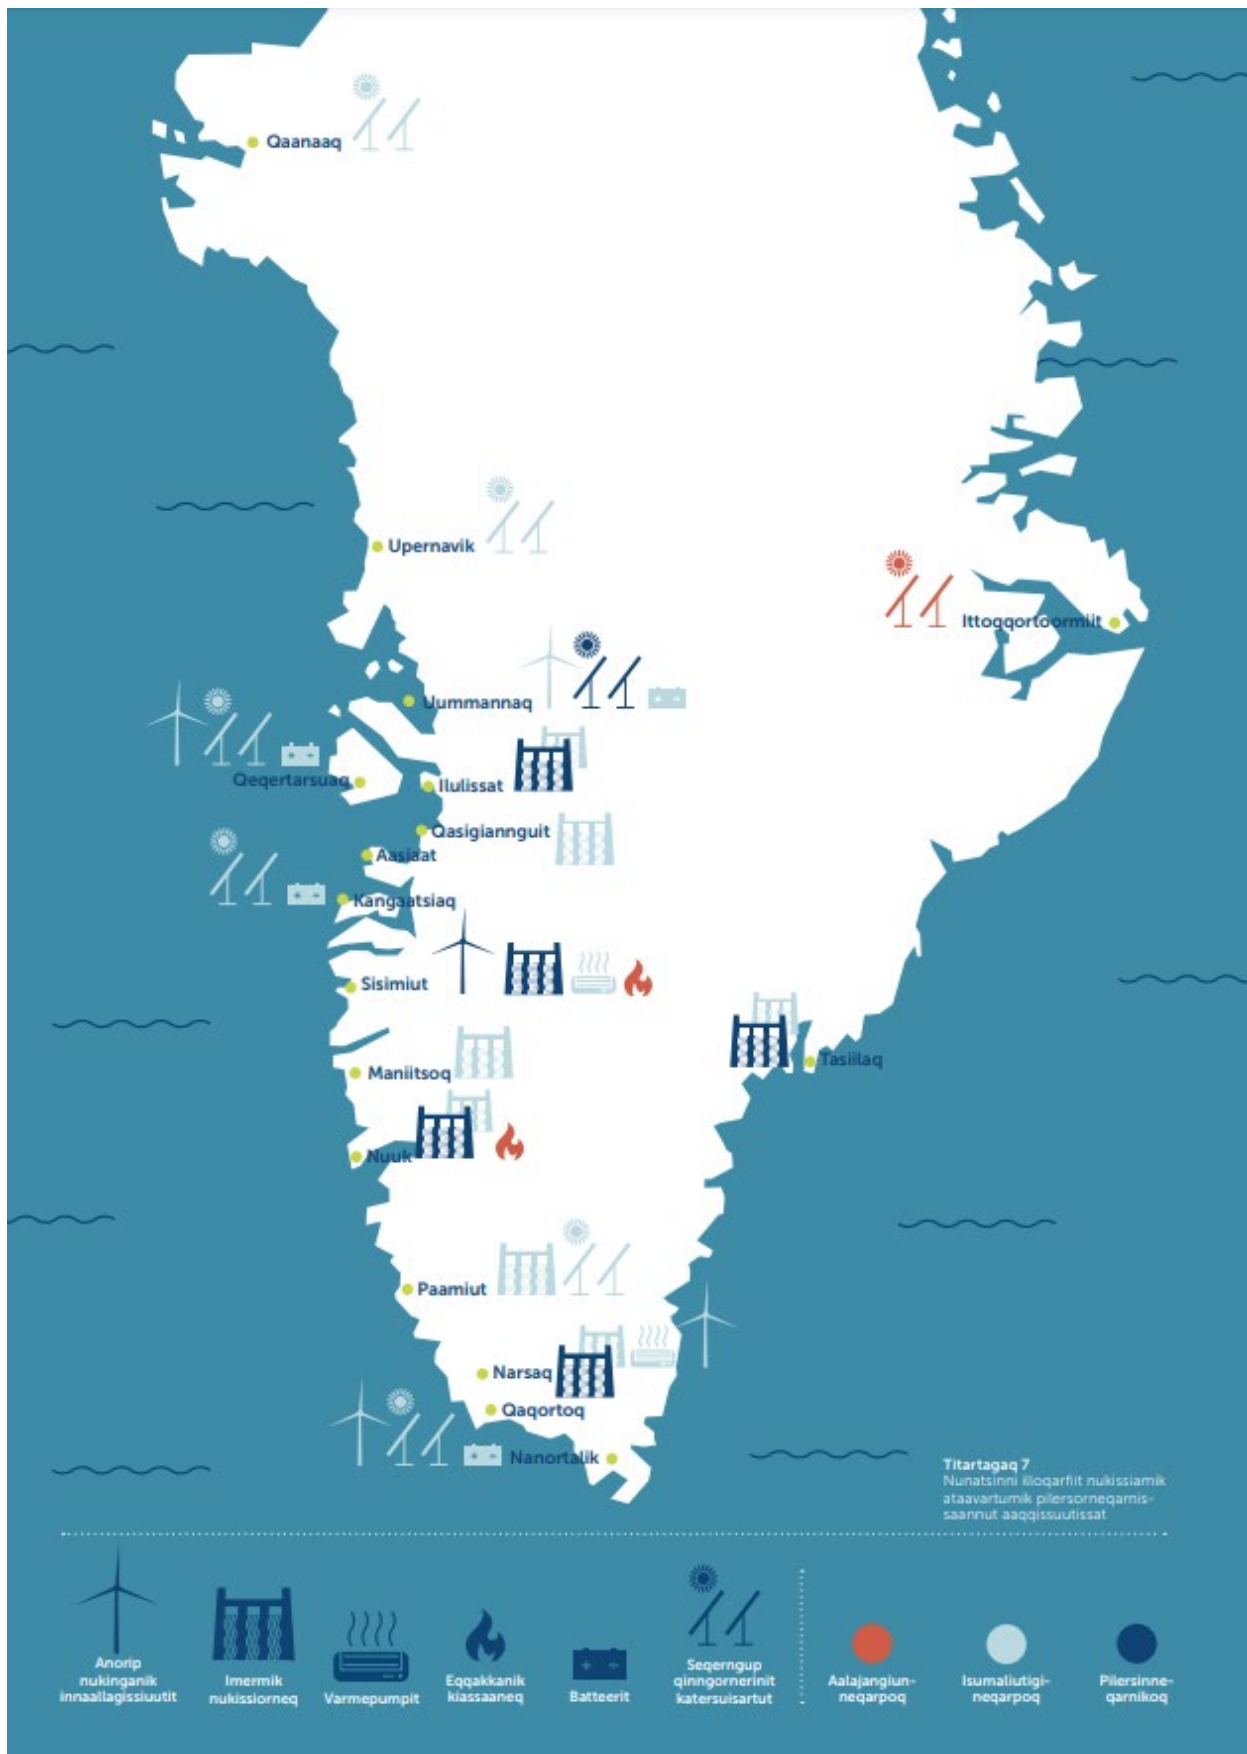 Qaanaaq
Upernavik
Ittoqqortoormiit
Uummannaq
Qeqertarsuaq
Ilulissat
Qasigiannguit
Aasiaat
Kangaatsiaq
Sisimiut
Tasiilaq
Maniitsoq
Nuuk
Paamiut
Narsaq
Qaqortoq
Nanortalik
Titartagaq 7
Nunatsinni illoqarfiit nukissiamik
ataavartumik pilersorneqarnis-
saannut aaqqissuutissat
Anorip
nukinganik
innaallagissiuutit
Imermik
nukissiorneq
Varmepumpit
Eqqakkanik
kiassaaneq
Batteerit
Seqerngup
qinngornerinit
katersuisartut
Aalajangiun-
neqarpoq
Isumaliutigi-
neqarpoq
Pilersinne-
qarnikoq